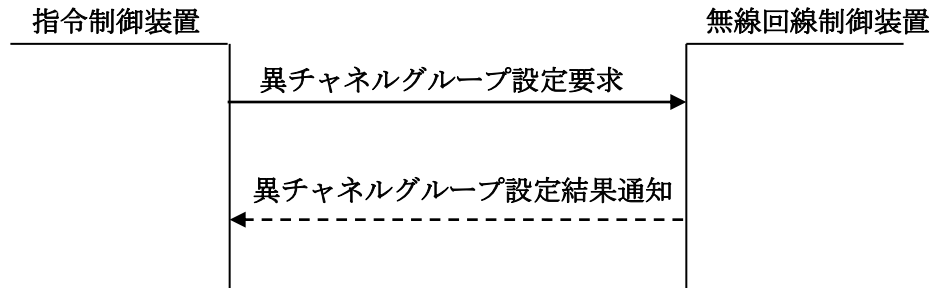 指令制御装置
無線回線制御装置
異チャネルグループ設定要求
異チャネルグループ設定結果通知